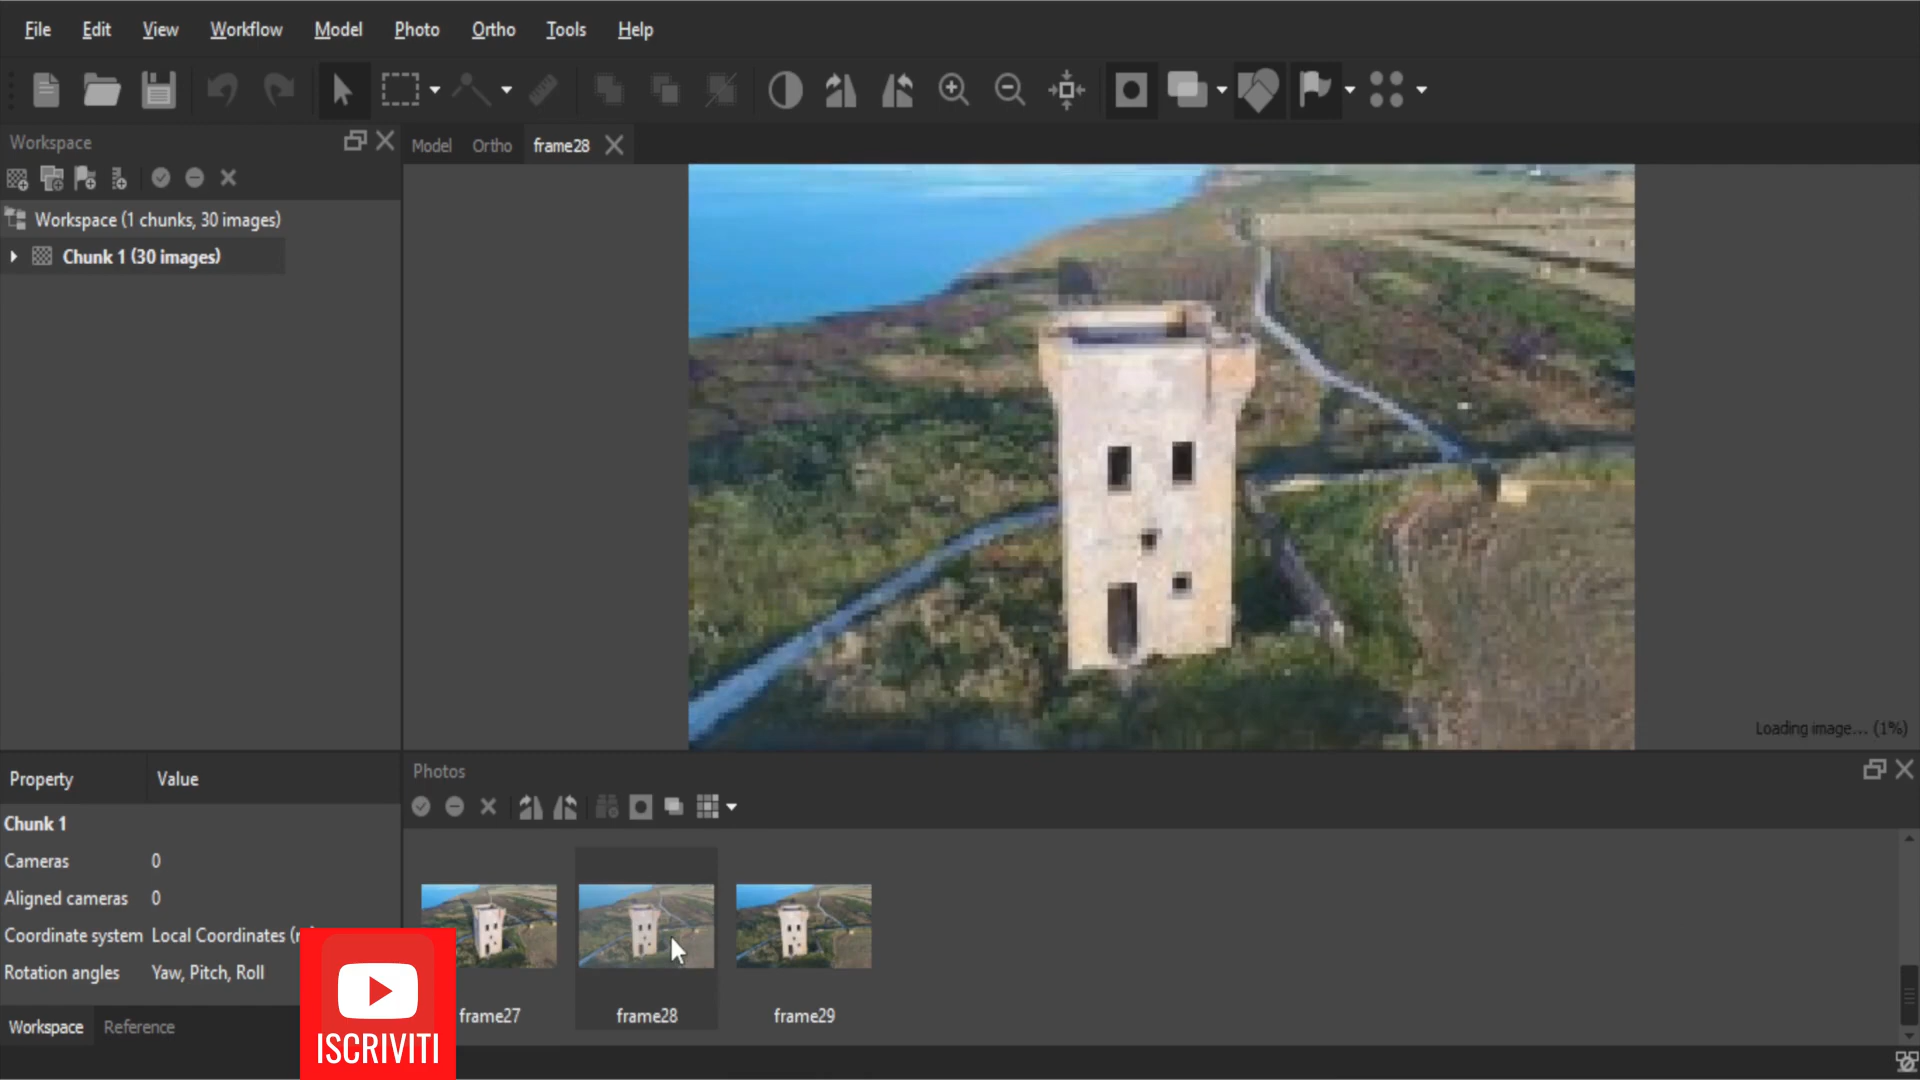 File Edit View Workflow Model Photo Ortho Tools Help
Workspace
Model Ortho frame28
Workspace (1 chunks, 30 images)
Chunk 1 (30 images)
Loading image... (1%)
Property Value
Chunk 1
Cameras 0
Aligned cameras 0
Coordinate system Local Coordinates (
Rotation angles Yaw, Pitch, Roll
Workspace Reference
Photos
frame27 frame28 frame29
ISCRIVITI